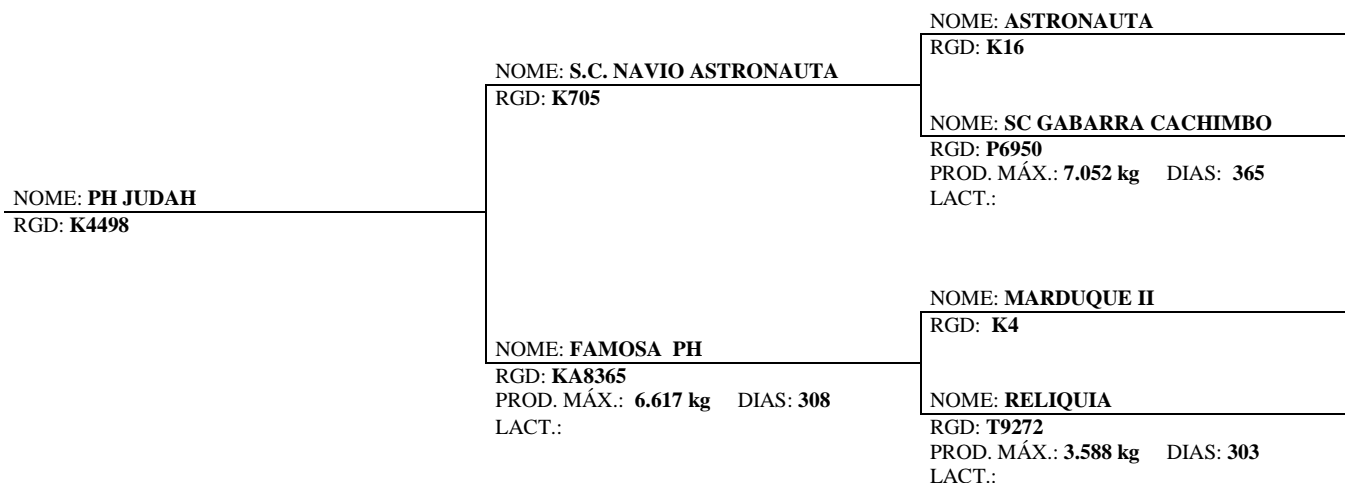 NOME: ASTRONAUTA
RGD: K16
NOME: S.C. NAVIO ASTRONAUTA
RGD: K705
NOME: SC GABARRA CACHIMBO
RGD: P6950
PROD. MÁX.: 7.052 kg DIAS: 365
LACT.:
NOME: PH JUDAH
RGD: K4498
NOME: MARDUQUE II
RGD: K4
NOME: FAMOSA PH
RGD: KA8365
PROD. MÁX.: 6.617 kg DIAS: 308
LACT.:
NOME: RELIQUIA
RGD: T9272
PROD. MÁX.: 3.588 kg DIAS: 303
LACT.: